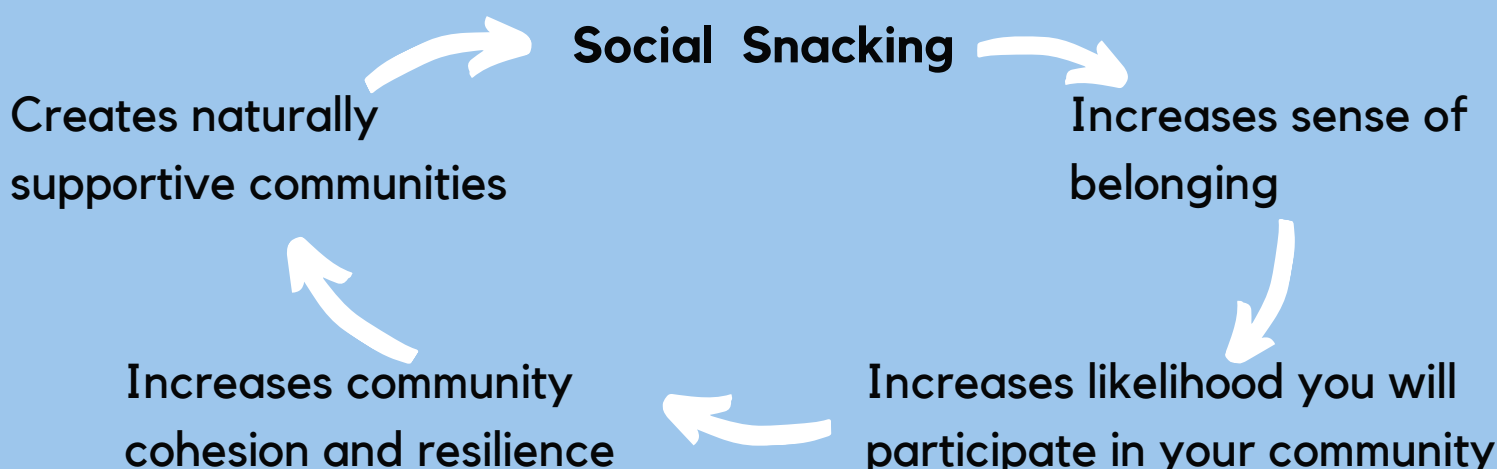 Social Snacking
Increases sense of
belonging
Increases likelihood you will
participate in your community
Increases community
cohesion and resilience
Creates naturally
supportive communities